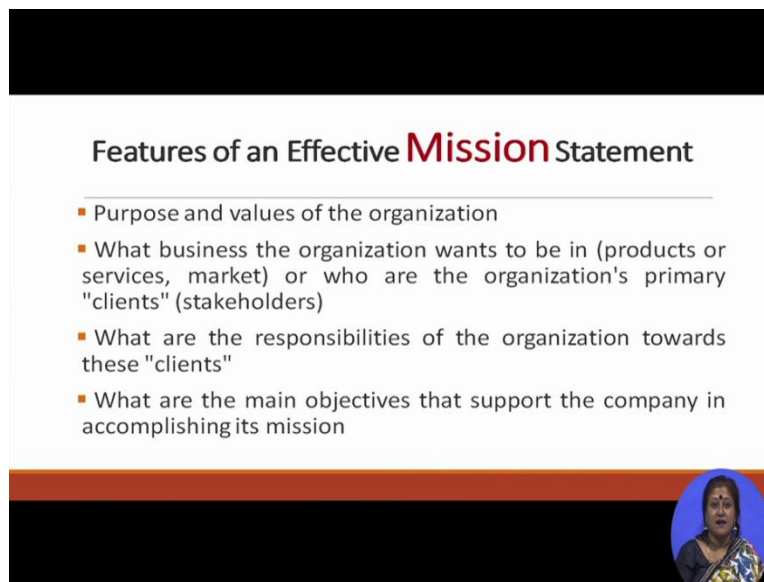 Features of an Effective Mission Statement
▪ Purpose and values of the organization
▪ What business the organization wants to be in (products or
services, market) or who are the organization's primary
"clients" (stakeholders)
▪ What are the responsibilities of the organization towards
these "clients"
▪ What are the main objectives that support the company in
accomplishing its mission